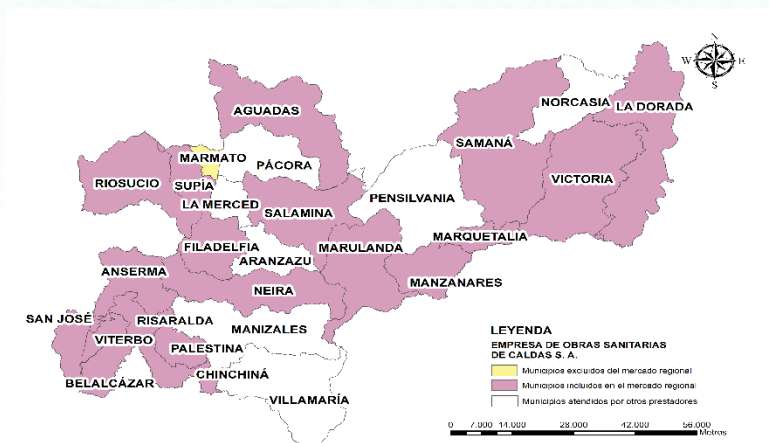 N
W
E
S
NORCASIA
LA DORADA
AGUADAS
SAMANÁ
MARMATO
PÁCORA
VICTORIA
RIOSUCIO
SUPÍA
PENSILVANIA
LA MERCED
SALAMINA
MARQUETALIA
FILADELFIA
MARULANDA
ARANZAZU
ANSERMA
MANZANARES
NEIRA
SAN JOSÉ
RISARALDA
MANIZALES
VITERBO
PALESTINA
CHINCHINÁ
BELALCÁZAR
VILLAMARÍA
LEYENDA
EMPRESA DE OBRAS SANITARIAS
DE CALDAS S. A.
Municipios excluidos del mercado regional
Municipios incluidos en el mercado regional
Municipios atendidos por otros prestadores
0 7.000 14.000 28.000 42.000 56.000
Metros